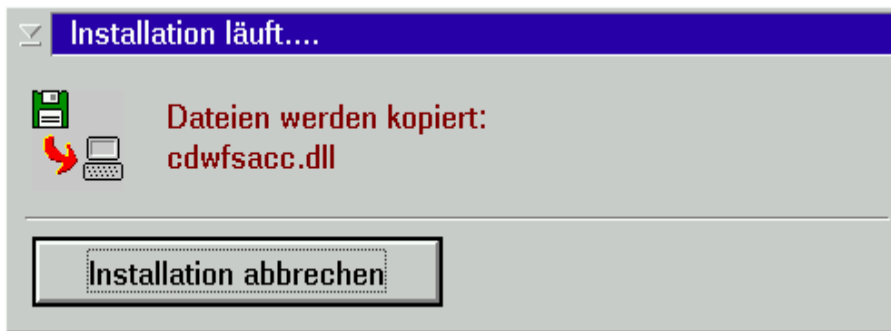 Installation läuft....
Dateien werden kopiert:
cdwfsacc.dll
Installation abbrechen